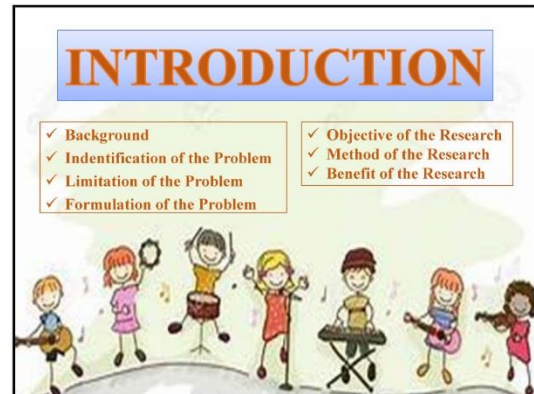 INTRODUCTION
✓ Background
✓ Indentification of the Problem
✓ Limitation of the Problem
✓ Formulation of the Problem
✓ Objective of the Research
✓ Method of the Research
✓ Benefit of the Research